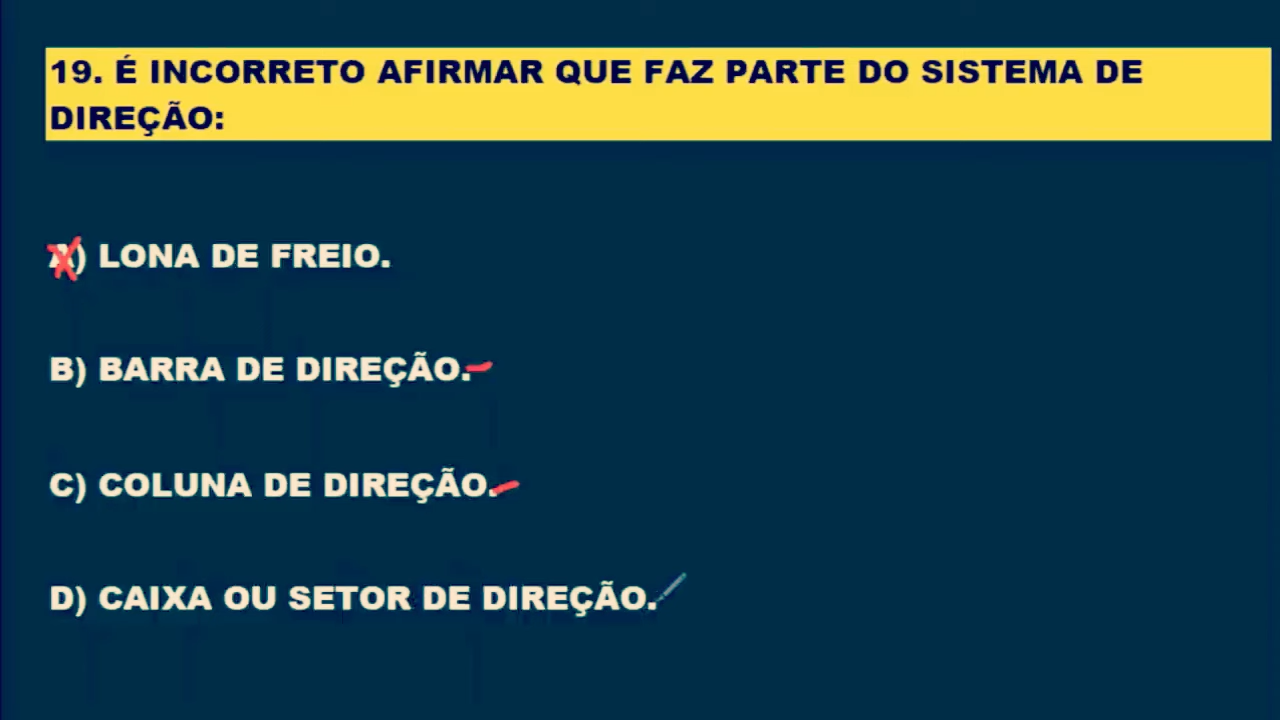 19. É INCORRETO AFIRMAR QUE FAZ PARTE DO SISTEMA DE
DIREÇÃO:
A) LONA DE FREIO.
B) BARRA DE DIREÇÃO.
C) COLUNA DE DIREÇÃO.
D) CAIXA OU SETOR DE DIREÇÃO.